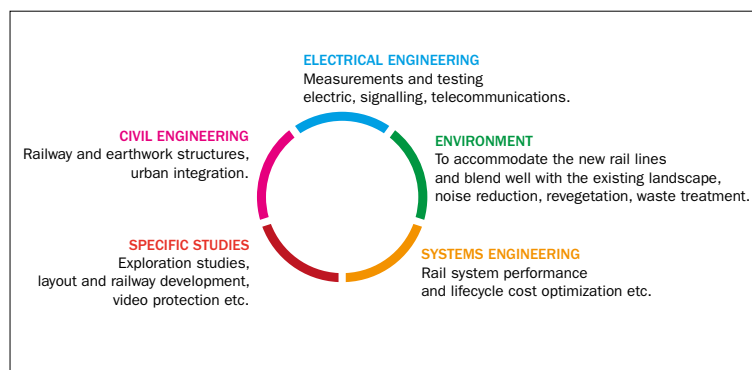 ELECTRICAL ENGINEERING
Measurements and testing
electric, signalling, telecommunications.
CIVIL ENGINEERING
Railway and earthwork structures,
urban integration.
ENVIRONMENT
To accommodate the new rail lines
and blend well with the existing landscape,
noise reduction, revegetation, waste treatment.
SPECIFIC STUDIES
Exploration studies,
layout and railway development,
video protection etc.
SYSTEMS ENGINEERING
Rail system performance
and lifecycle cost optimization etc.